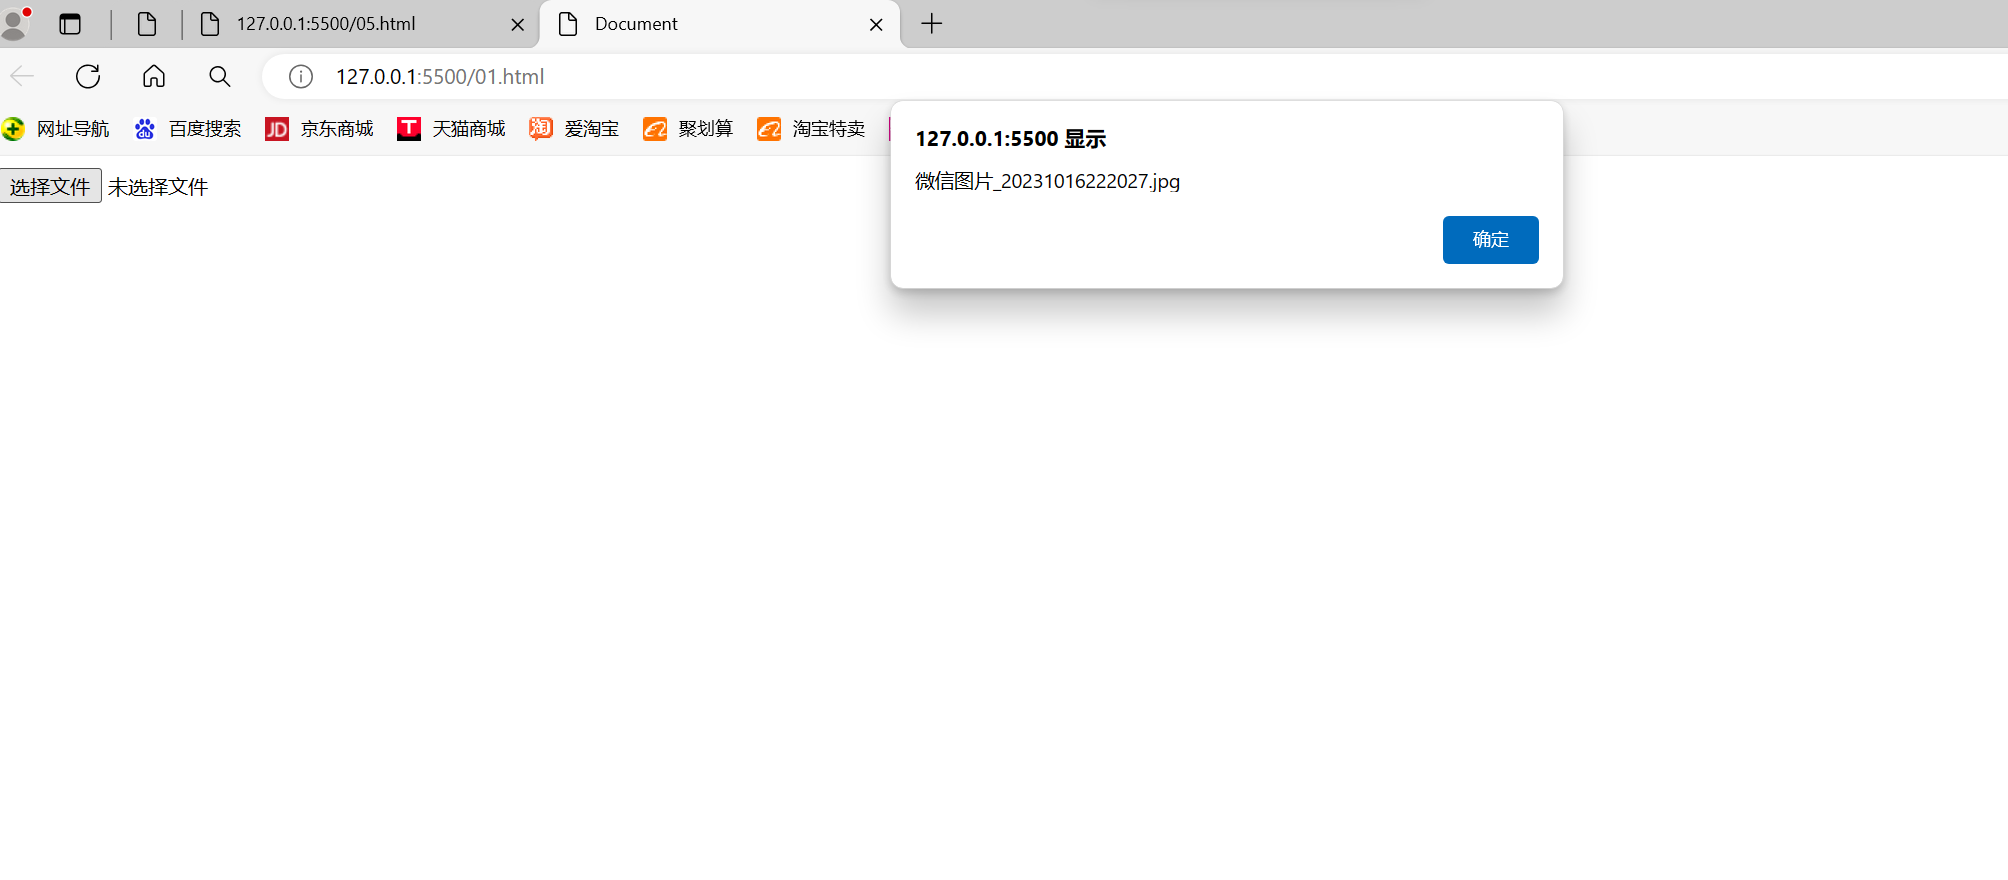 127.0.0.1:5500/05.html
Document
127.0.0.1:5500/01.html
网址导航 百度搜索 京东商城 天猫商城 爱淘宝 聚划算 淘宝特卖
127.0.0.1:5500 显示
微信图片_20231016222027.jpg
确定
选择文件 未选择文件